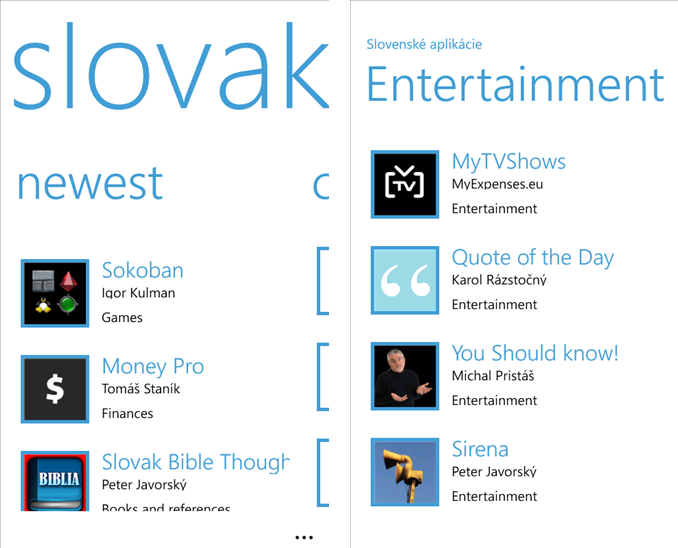 slovak
newest
Sokoban
Igor Kulman
Games
$
Money Pro
Tomáš Staník
Finances
BIBLIA
Slovak Bible Though
Peter Javorský
Books and references
Slovenské aplikácie
Entertainment
TV
MyTVShows
MyExpenses.eu
Entertainment
“
Quote of the Day
Karol Rázstočný
Entertainment
You Should know!
Michal Pristáš
Entertainment
Sirena
Peter Javorský
Entertainment